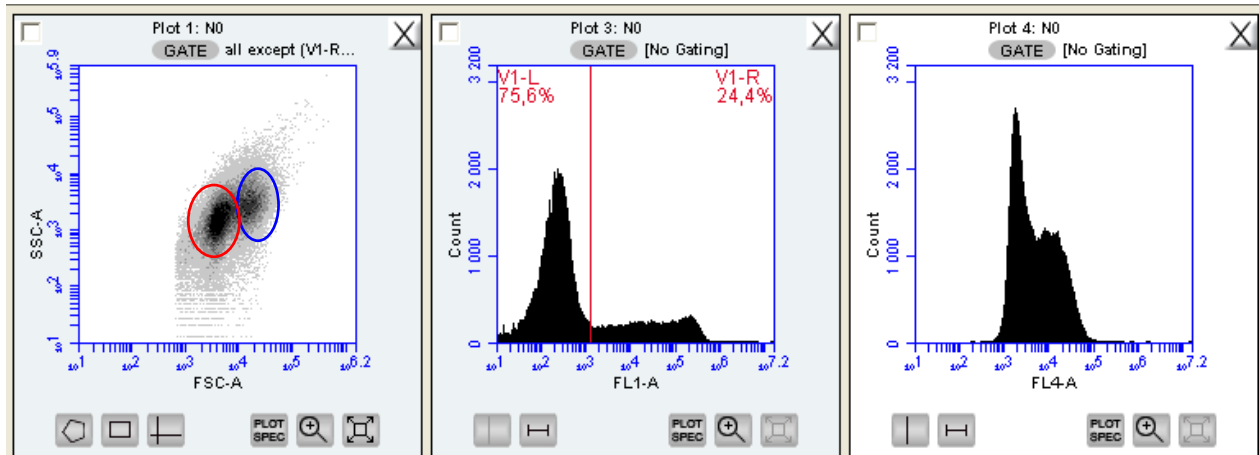 Plot 1: N0
GATE all except (V1-R...
10^5.9
10^5
10^4
10^3
10^2
10^1
SSC-A
10^1 10^2 10^3 10^4 10^5 10^6.2
FSC-A
PLOT SPEC
Plot 3: N0
GATE [No Gating]
3 200
2 000
1 000
0
Count
V1-L
75,6%
V1-R
24,4%
10^1 10^2 10^3 10^4 10^5 10^6 10^7.2
FL1-A
PLOT SPEC
Plot 4: N0
GATE [No Gating]
3 200
2 000
1 000
0
Count
10^1 10^2 10^3 10^4 10^5 10^6 10^7.2
FL4-A
PLOT SPEC